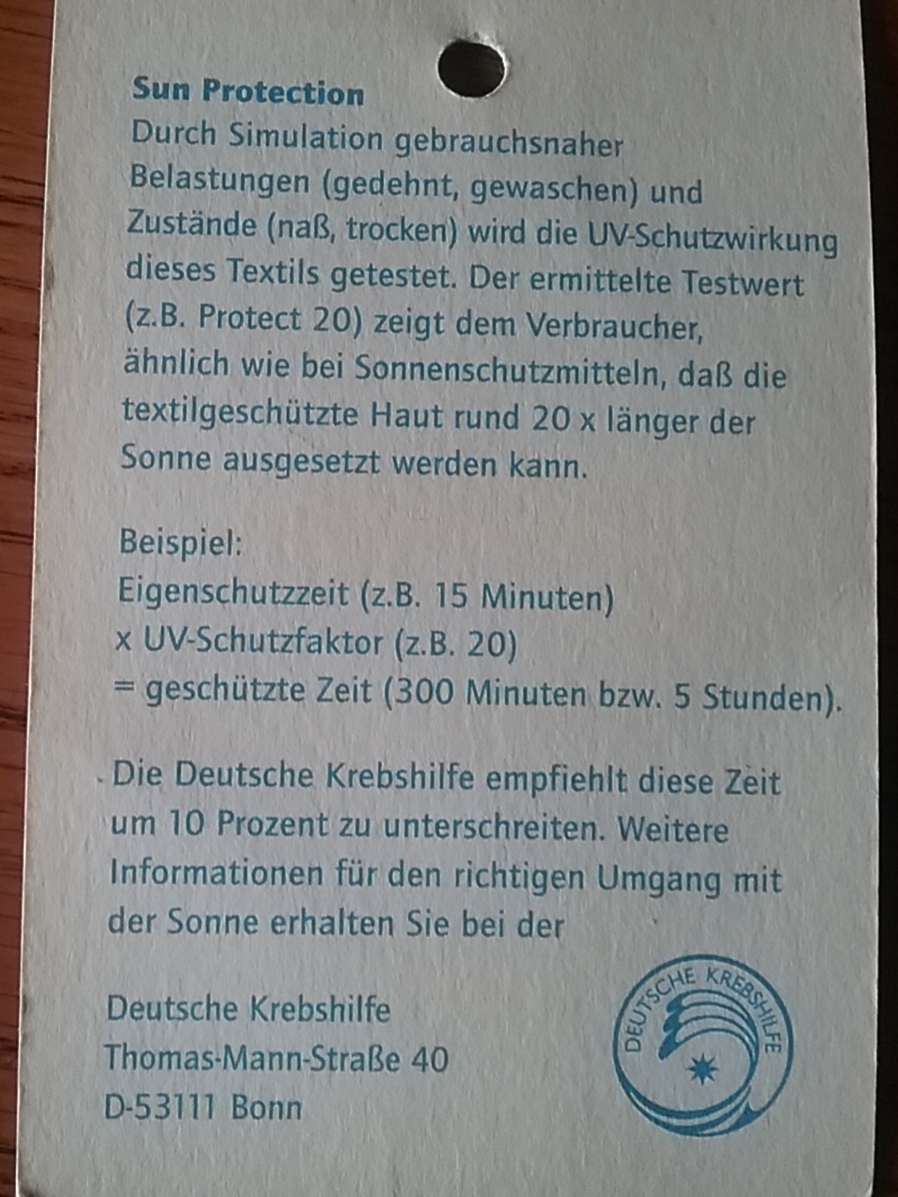 Sun Protection
Durch Simulation gebrauchsnaher
Belastungen (gedehnt, gewaschen) und
Zustände (naß, trocken) wird die UV-Schutzwirkung
dieses Textils getestet. Der ermittelte Testwert
(z.B. Protect 20) zeigt dem Verbraucher,
ähnlich wie bei Sonnenschutzmitteln, daß die
textilgeschützte Haut rund 20 x länger der
Sonne ausgesetzt werden kann.
Beispiel:
Eigenschutzzeit (z.B. 15 Minuten)
x UV-Schutzfaktor (z.B. 20)
= geschützte Zeit (300 Minuten bzw. 5 Stunden).
Die Deutsche Krebshilfe empfiehlt diese Zeit
um 10 Prozent zu unterschreiten. Weitere
Informationen für den richtigen Umgang mit
der Sonne erhalten Sie bei der
Deutsche Krebshilfe
Thomas-Mann-Straße 40
D-53111 Bonn
DEUTSCHE KREBSHILFE